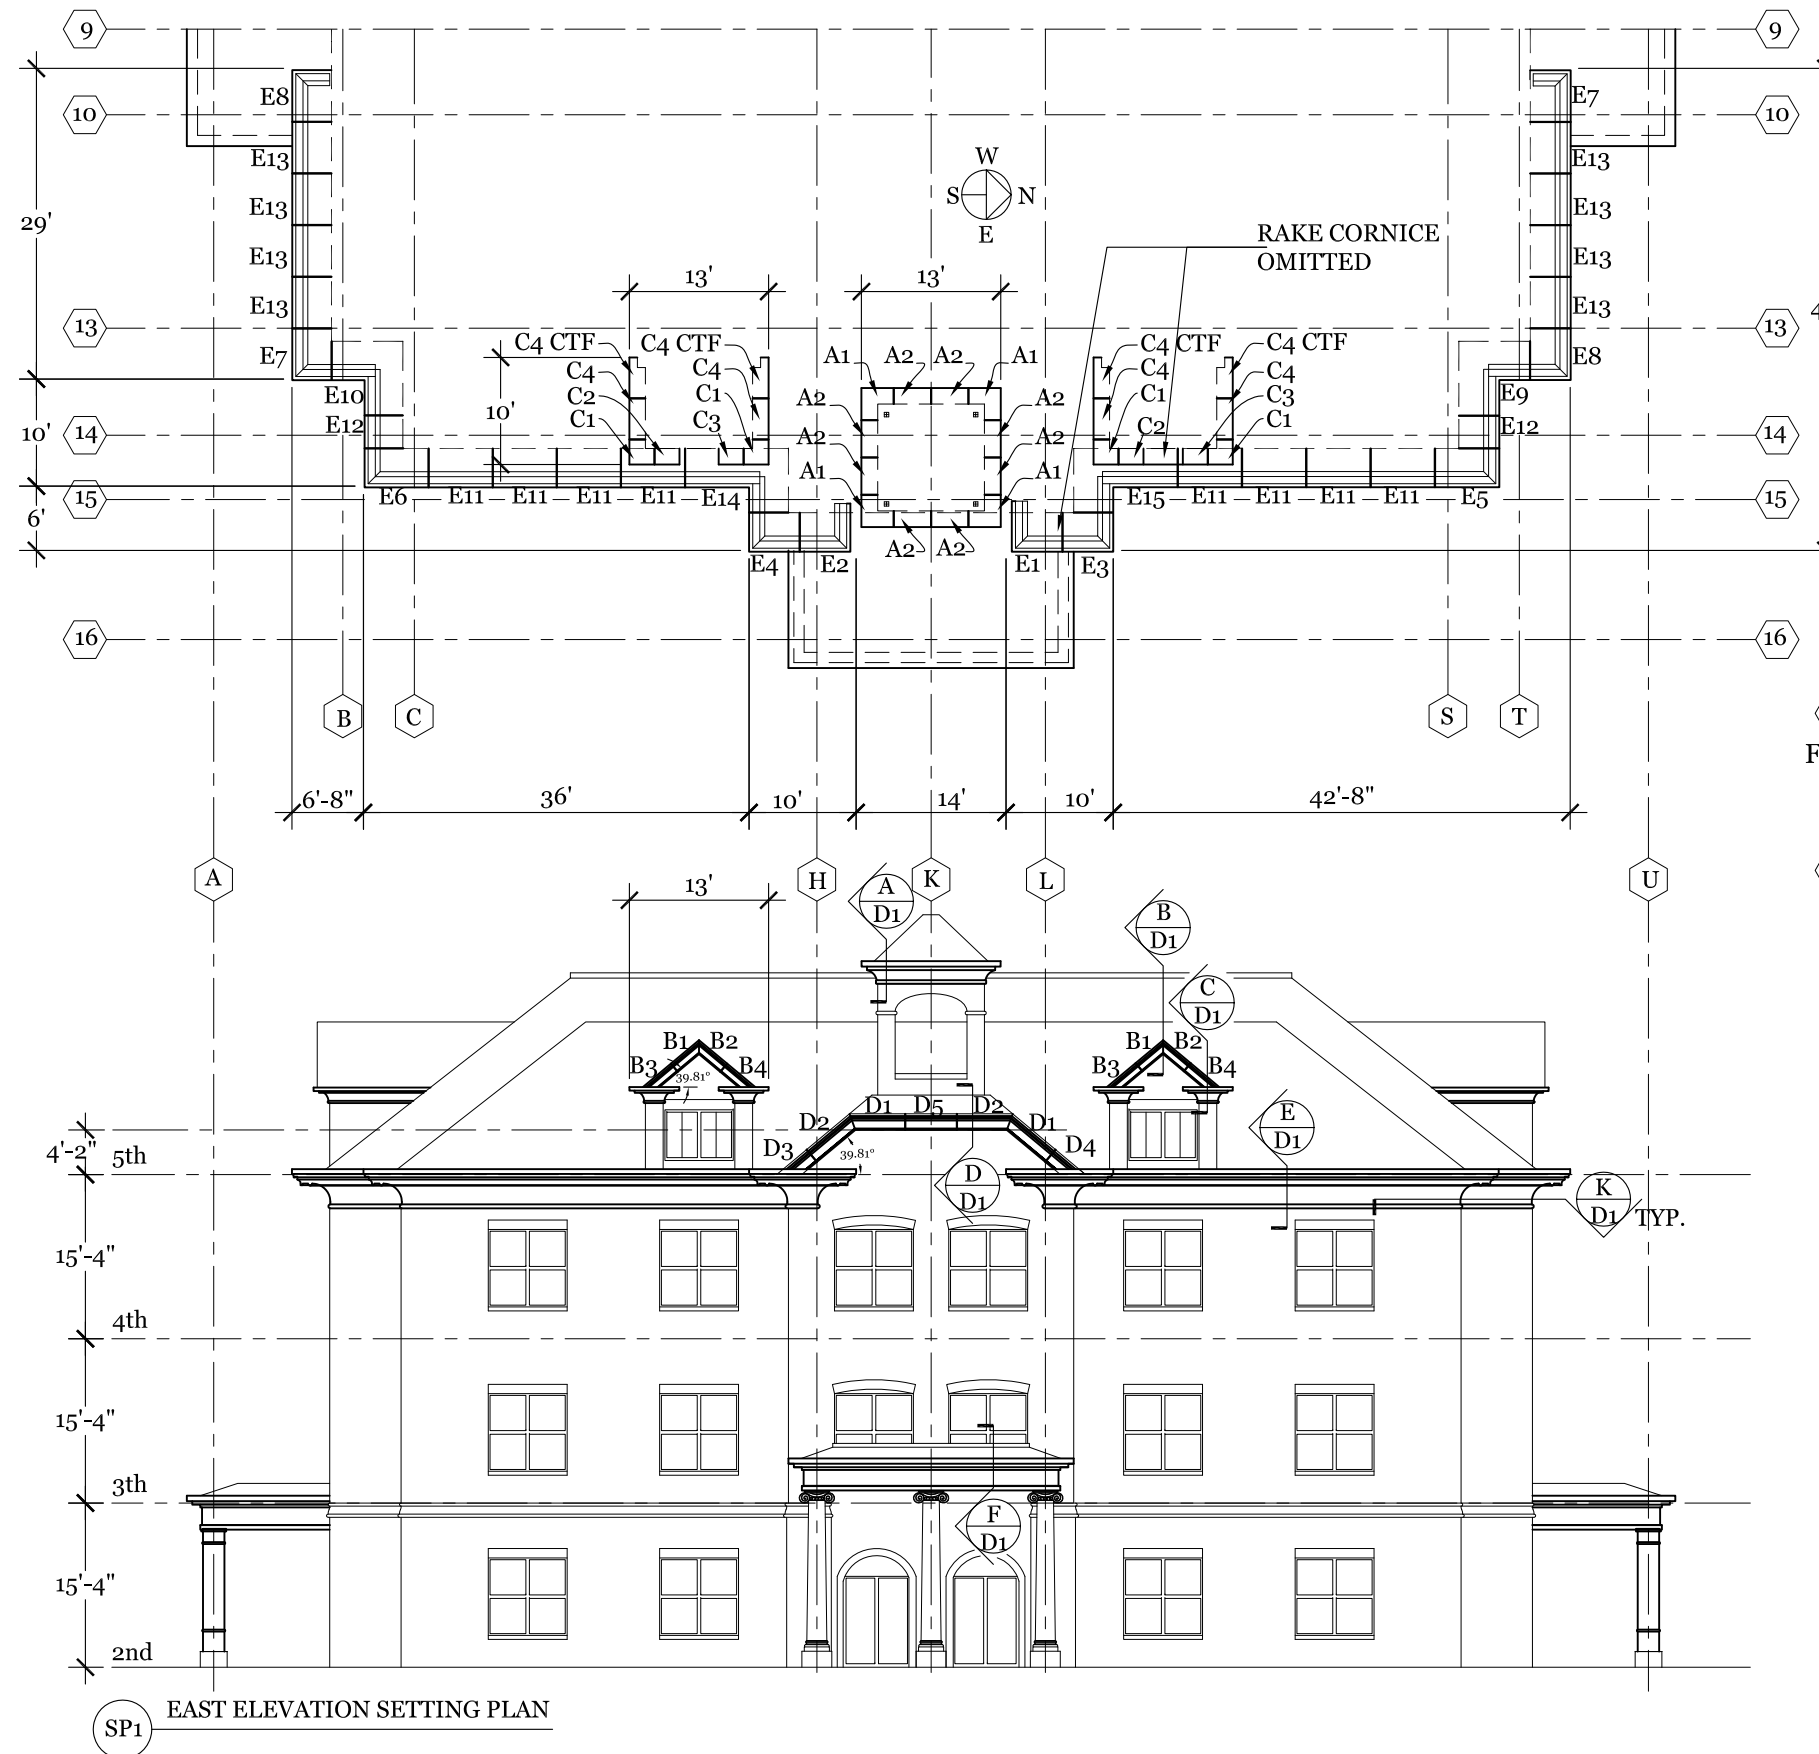 9
9
E8
E7
10
10
W
E13
E13
S
N
29'
E13
E13
E
RAKE CORNICE
OMITTED
E13
E13
13'
13'
E13
E13
13
13
4
C4 CTF
C4 CTF
A1
A2
A2
A1
C4 CTF
C4 CTF
E7
E8
C4
C4
C4
C4
E10
C2
C1
A2
A2
C1
C3
E9
10'
10'
E12
C1
C3
C2
C1
E12
14
14
A2
A2
A1
A1
15
E6
E11
E11
E11
E11
E14
E15
E11
E11
E11
E11
E5
15
6'
A2
A2
E4
E2
E1
E3
16
16
B
C
S
T
F
6'-8"
36'
10'
14'
10'
42'-8"
A
13'
H
K
L
U
A
D1
B
D1
C
D1
B1
B2
B1
B2
B3
B4
B3
B4
39.81°
D1
D5
D2
D2
D1
E
D1
4'-2"
5th
D3
39.81°
D4
D
D1
K
D1
TYP.
15'-4"
4th
15'-4"
3th
F
D1
15'-4"
2nd
EAST ELEVATION SETTING PLAN
SP1